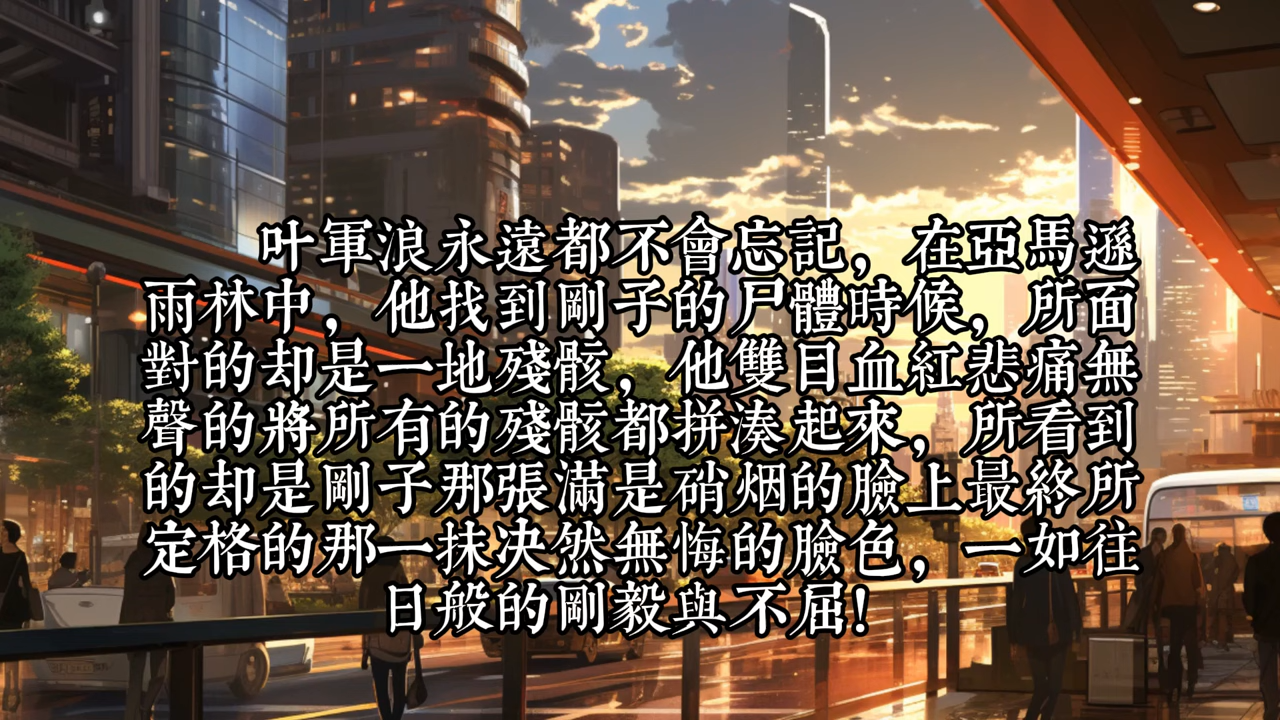 叶軍浪永遠都不會忘記，在亞馬遜
雨林中，他找到剛子的尸體時候，所面
對的却是一地殘骸，他雙目血紅悲痛無
聲的將所有的殘骸都拼湊起來，所看到
的却是剛子那張滿是硝烟的臉上最終所
定格的那一抹决然無悔的臉色，一如往
日般的剛毅與不屈！